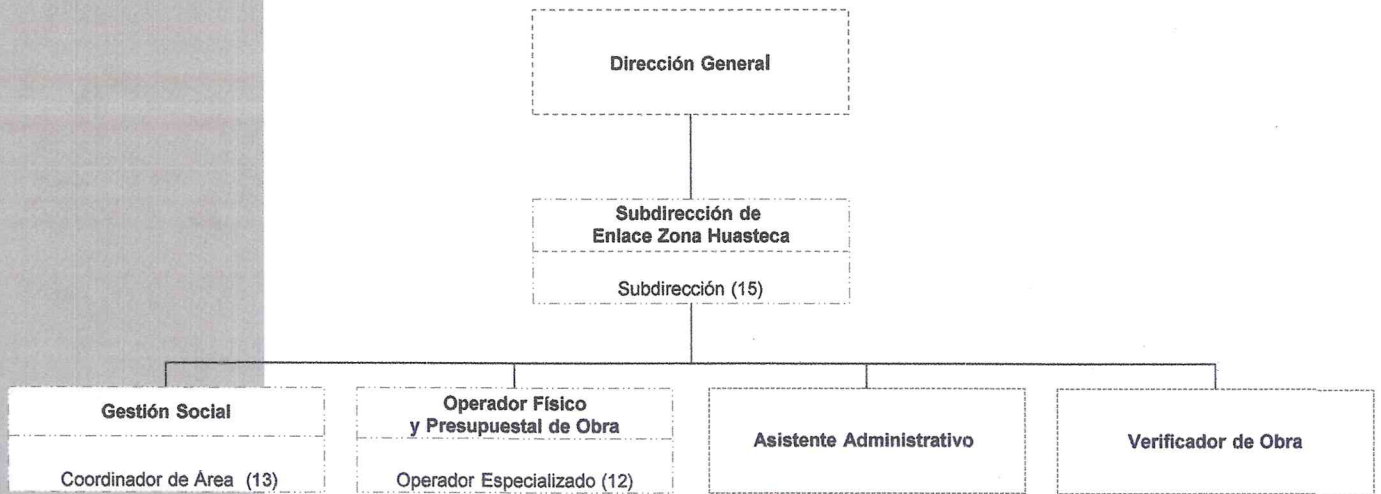 Dirección General
Subdirección de
Enlace Zona Huasteca
Subdirección (15)
Gestión Social
Coordinador de Área (13)
Operador Físico
y Presupuestal de Obra
Operador Especializado (12)
Asistente Administrativo
Verificador de Obra